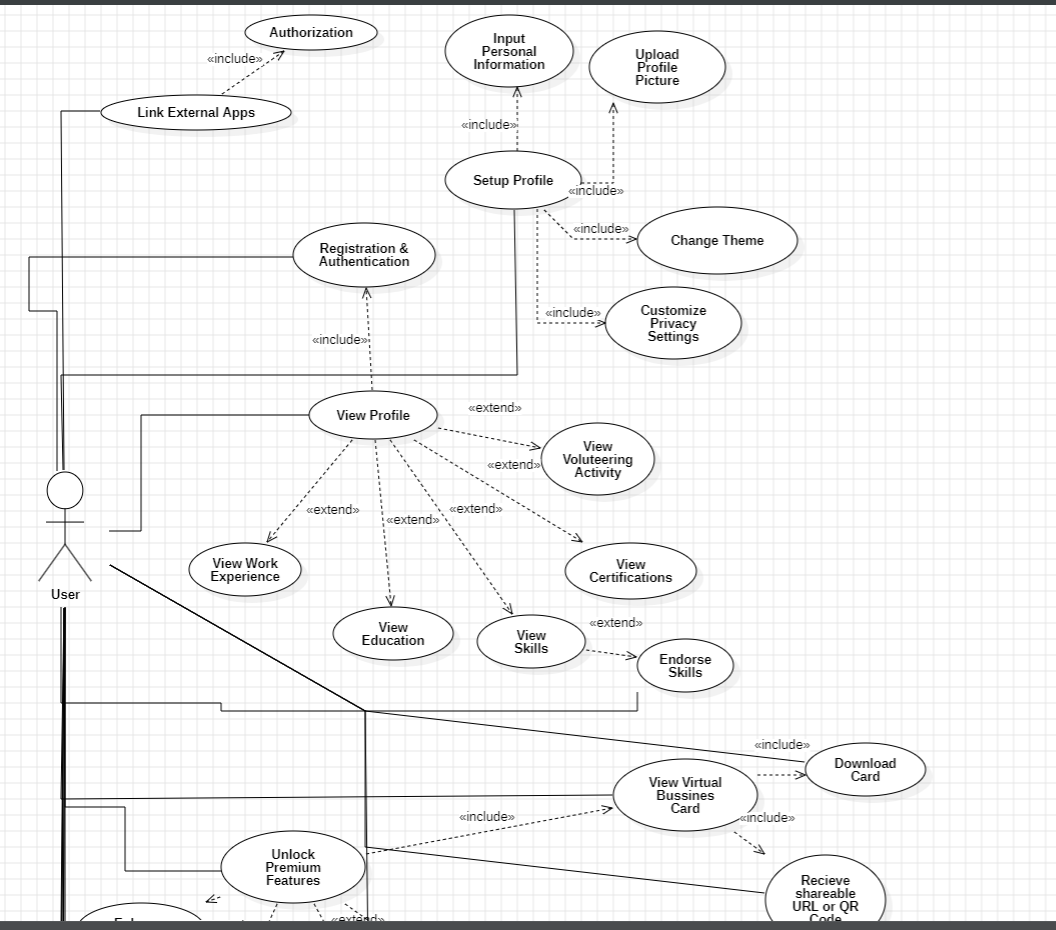 Authorization
«include»
Link External Apps
Input
Personal
Information
Upload
Profile
Picture
«include»
Setup Profile
«include»
«include»
Change Theme
Registration &
Authentication
«include»
Customize
Privacy
Settings
«include»
View Profile
«extend»
View
Voluteering
Activity
«extend»
«extend»
«extend»
«extend»
View Work
Experience
View
Certifications
User
View
Education
View
Skills
«extend»
Endorse
Skills
«include»
Download
Card
View Virtual
Bussines
Card
«include»
«include»
Unlock
Premium
Features
Recieve
shareable
URL or QR
Code
«extend»